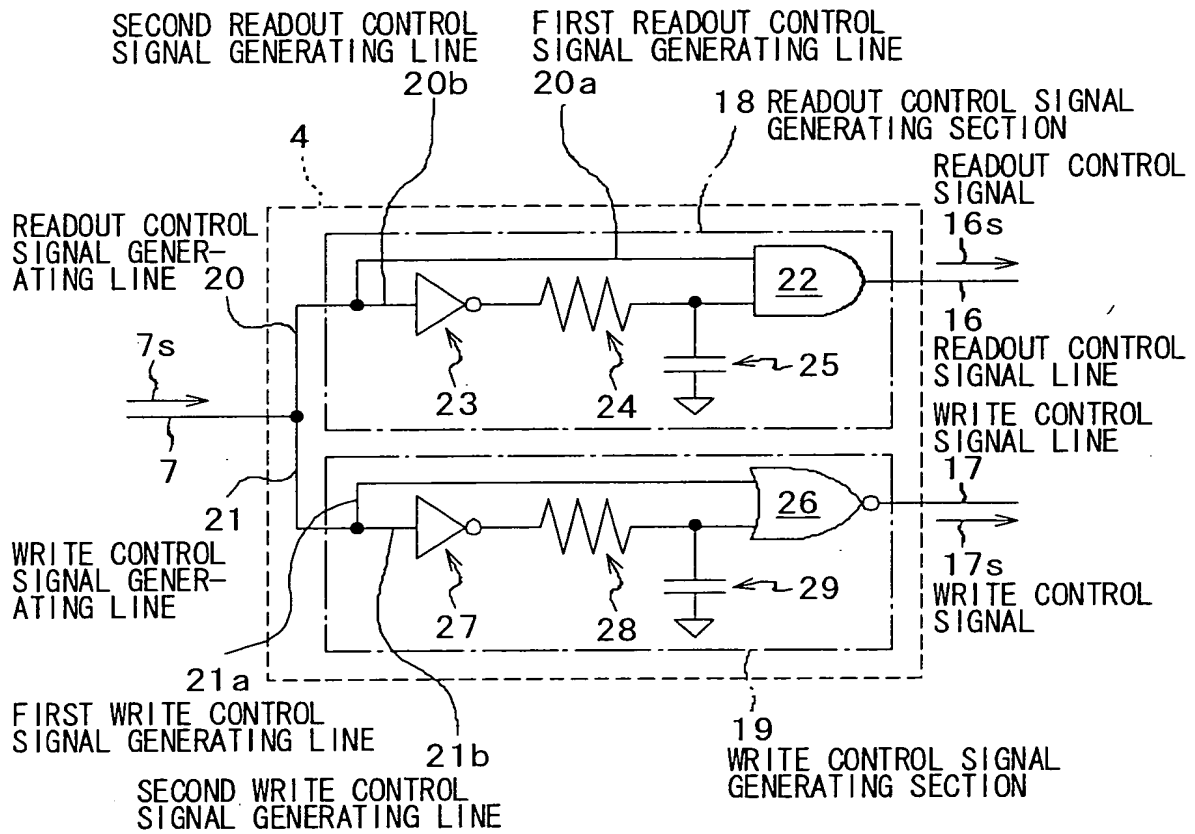 SECOND READOUT CONTROL
SIGNAL GENERATING LINE
20b
FIRST READOUT CONTROL
SIGNAL GENERATING LINE
20a
18 READOUT CONTROL SIGNAL
GENERATING SECTION
4
READOUT CONTROL
SIGNAL
16s
READOUT CONTROL
SIGNAL GENER-
ATING LINE 20
22
16
READOUT CONTROL
SIGNAL LINE
7s
23
24
25
7
WRITE CONTROL
SIGNAL LINE
17
21
26
17s
WRITE CONTROL
SIGNAL
WRITE CONTROL
SIGNAL GENER-
ATING LINE
27
28
29
21a
FIRST WRITE CONTROL
SIGNAL GENERATING LINE
21b
SECOND WRITE CONTROL
SIGNAL GENERATING LINE
19
WRITE CONTROL SIGNAL
GENERATING SECTION